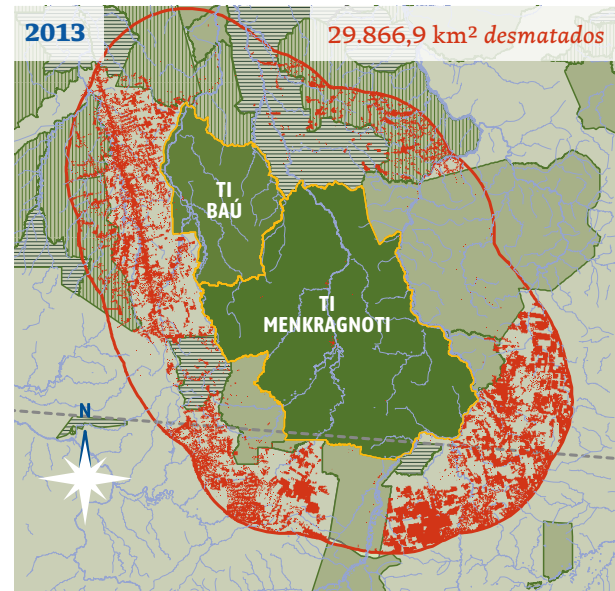 2013
29.866,9 km² desmatados
TI
BAÚ
TI
MENKRAGNOTI
N